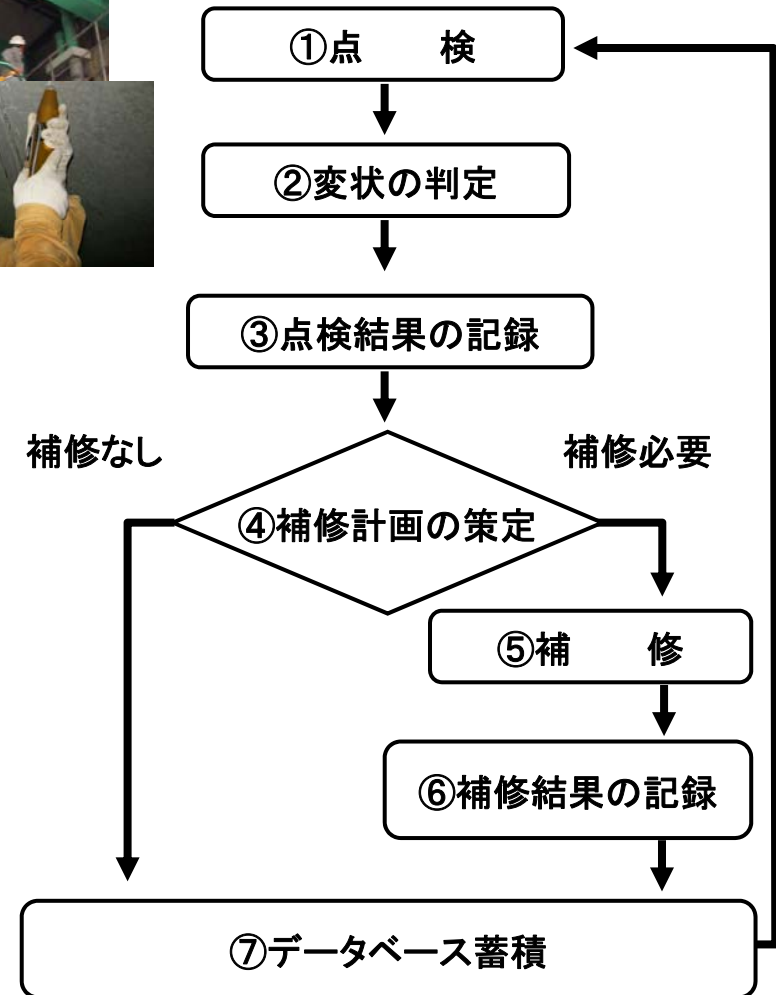 ①点　　検
②変状の判定
③点検結果の記録
補修なし
補修必要
④補修計画の策定
⑤補　　修
⑥補修結果の記録
⑦データベース蓄積